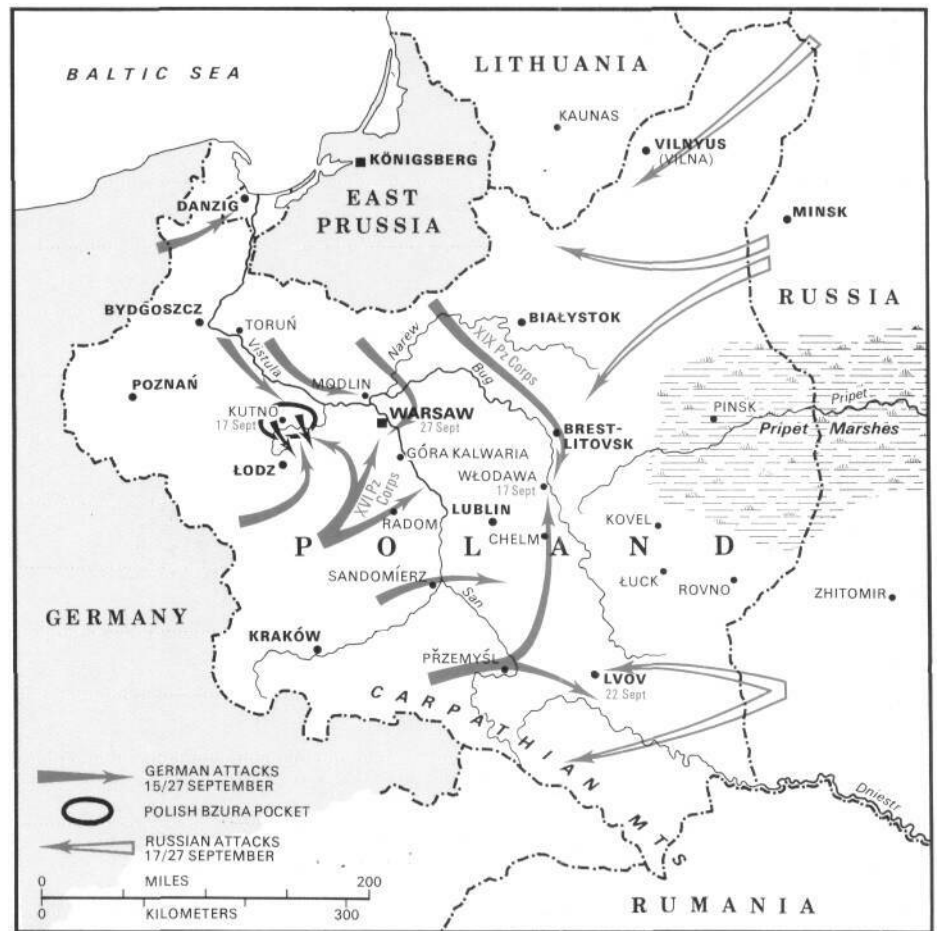 BALTIC SEA
LITHUANIA
KAUNAS
VILNYUS
(VILNA)
KÖNIGSBERG
EAST
PRUSSIA
DANZIG
MINSK
RUSSIA
BYDGOSZCZ
TORUŃ
Vistula
Narew
BIAŁYSTOK
XIX Pz Corps
Bug
POZNAŃ
MODLIN
KUTNO
17 Sept
WARSAW
27 Sept
BREST-
LITOVSK
PINSK
Pripet
Pripet Marshes
ŁODZ
GÓRA KALWARIA
WŁODAWA
17 Sept
XVI Pz
Corps
RADOM
LUBLIN
CHELM
KOVEL
POLAND
SANDOMÍERZ
San
ŁUCK
ROVNO
ZHITOMIR
GERMANY
KRAKÓW
PŘZEMYŚL
LVOV
22 Sept
CARPATHIAN MTS
Dniestr
GERMAN ATTACKS
15/27 SEPTEMBER
POLISH BZURA POCKET
RUSSIAN ATTACKS
17/27 SEPTEMBER
0 MILES 200
0 KILOMETERS 300
RUMANIA